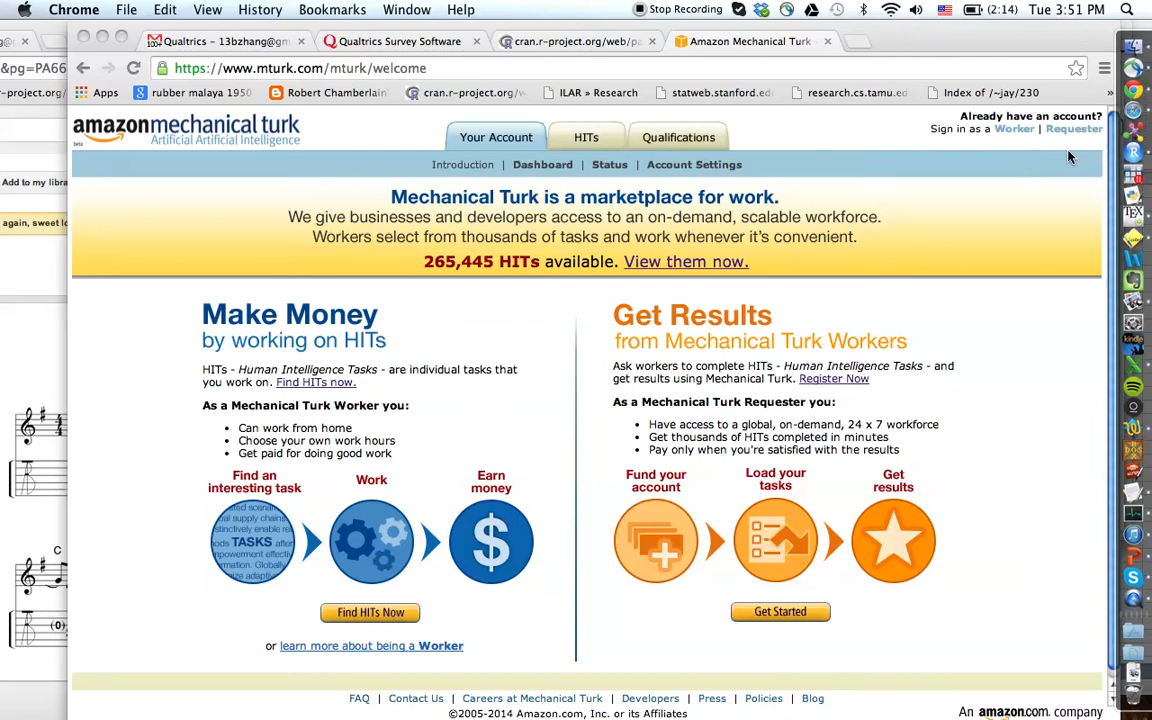 Chrome File Edit View History Bookmarks Window Help
Stop Recording (2:14) Tue 3:51 PM
Qualtrics – 13bzhang@gm
Qualtrics Survey Software
cran.r-project.org/web/pa
Amazon Mechanical Turk
&pg=PA66
https://www.mturk.com/mturk/welcome
Apps
rubber malaya 1950
Robert Chamberlain
cran.r-project.org/w
ILAR » Research
statweb.stanford.ed
research.cs.tamu.ed
Index of /~jay/230
»
amazonmechanical turk
beta
Artificial Artificial Intelligence
Your Account
HITs
Qualifications
Already have an account?
Sign in as a Worker | Requester
Introduction | Dashboard | Status | Account Settings
Add to my libra
again, sweet lo
Mechanical Turk is a marketplace for work.
We give businesses and developers access to an on-demand, scalable workforce.
Workers select from thousands of tasks and work whenever it's convenient.
265,445 HITs available. View them now.
Make Money
by working on HITs
HITs - Human Intelligence Tasks - are individual tasks that
you work on. Find HITs now.
As a Mechanical Turk Worker you:
• Can work from home
• Choose your own work hours
• Get paid for doing good work
Find an
interesting task
Work
Earn
money
TASKS
$
Find HITs Now
or learn more about being a Worker
Get Results
from Mechanical Turk Workers
Ask workers to complete HITs - Human Intelligence Tasks - and
get results using Mechanical Turk. Register Now
As a Mechanical Turk Requester you:
• Have access to a global, on-demand, 24 x 7 workforce
• Get thousands of HITs completed in minutes
• Pay only when you're satisfied with the results
Fund your
account
Load your
tasks
Get
results
Get Started
C
(0)
FAQ | Contact Us | Careers at Mechanical Turk | Developers | Press | Policies | Blog
©2005-2014 Amazon.com, Inc. or its Affiliates
An amazon.com company